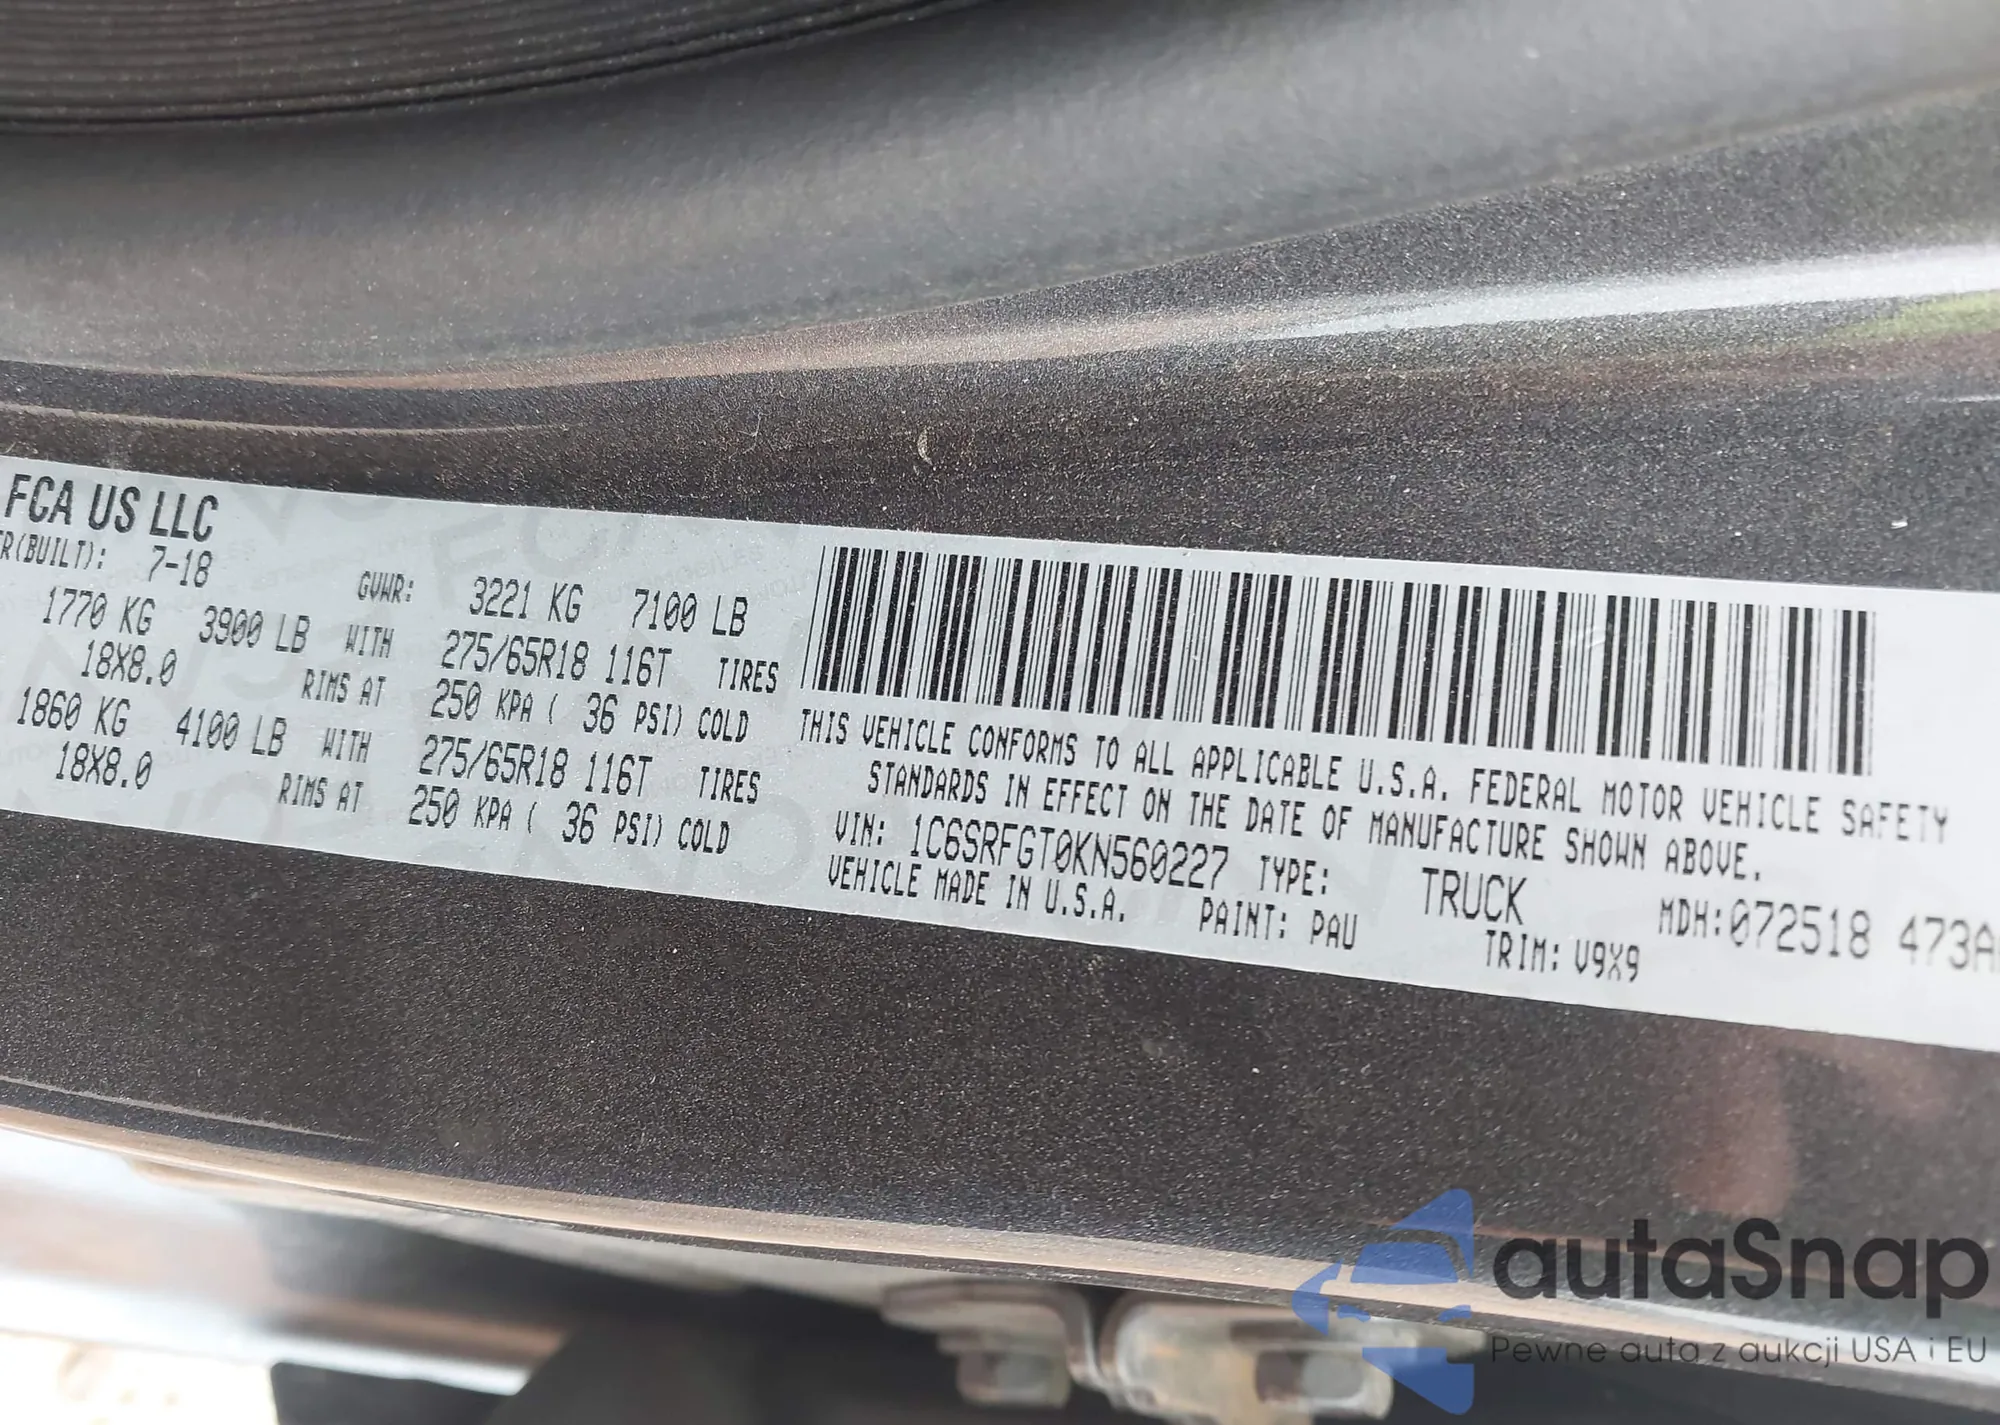 FCA US LLC
R(BUILT): 7-18
GVWR: 3221 KG 7100 LB
1770 KG 3900 LB WITH 275/65R18 116T TIRES
18X8.0 RIMS AT 250 KPA ( 36 PSI) COLD
1860 KG 4100 LB WITH 275/65R18 116T TIRES
18X8.0 RIMS AT 250 KPA ( 36 PSI) COLD
THIS VEHICLE CONFORMS TO ALL APPLICABLE U.S.A. FEDERAL MOTOR VEHICLE SAFETY
STANDARDS IN EFFECT ON THE DATE OF MANUFACTURE SHOWN ABOVE.
VIN: 1C6SRFGT0KN560227 TYPE: TRUCK MDH:072518 473A
VEHICLE MADE IN U.S.A. PAINT: PAU TRIM: V9X9
autaSnap
Pewne auta z aukcji USA i EU